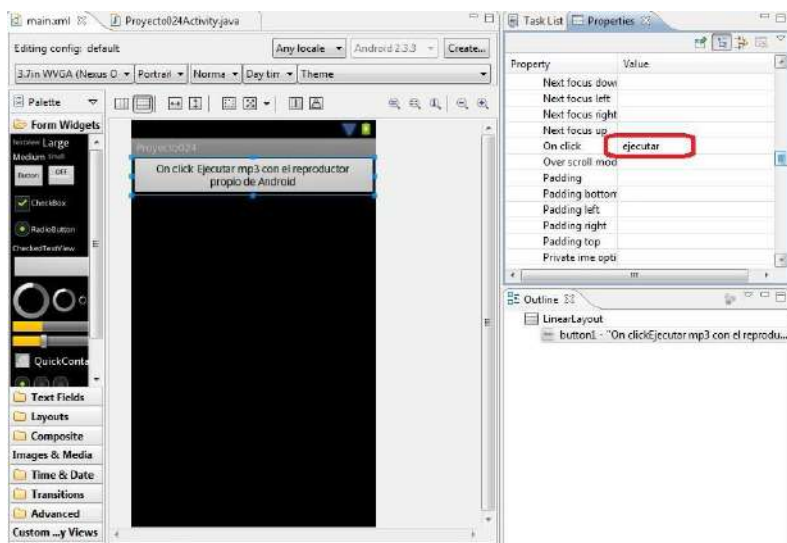 main.xml Proyecto024Activity.java
Editing config: default Any locale Android 2.3.3 Create...
3.7in WVGA (Nexus O Portrait Norma Day tim Theme
Palette
Form Widgets
TextView Large
Medium Small
Button OFF
CheckBox
RadioButton
CheckedTextView
QuickConta
Text Fields
Layouts
Composite
Images & Media
Time & Date
Transitions
Advanced
Custom ...y Views
Proyecto024
On click Ejecutar mp3 con el reproductor
propio de Android
Task List Properties
Property Value
Next focus down
Next focus left
Next focus right
Next focus up
On click ejecutar
Over scroll mod
Padding
Padding bottom
Padding left
Padding right
Padding top
Private ime opti
Outline
LinearLayout
button1 - "On clickEjecutar mp3 con el reprodu...